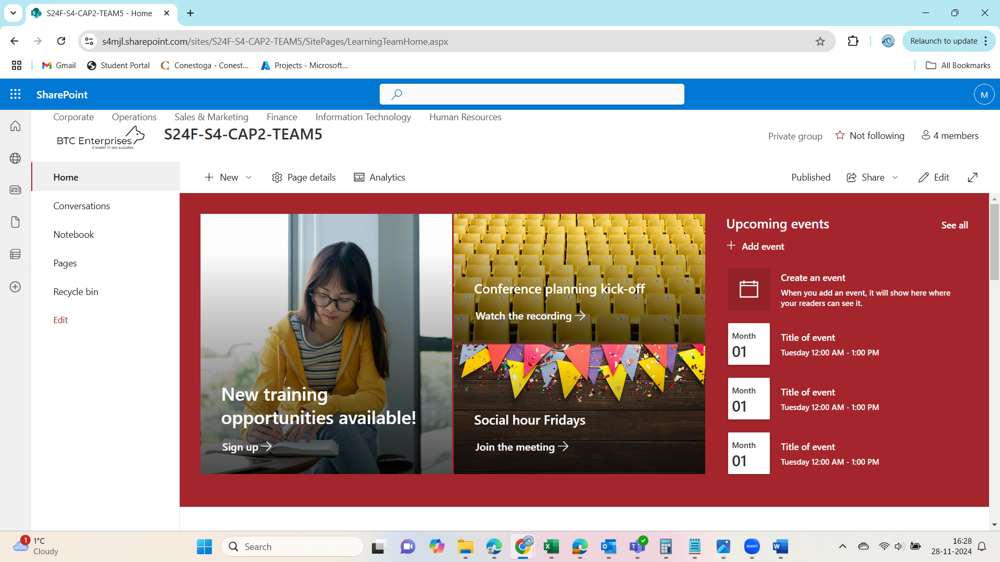 S24F-S4-CAP2-TEAM5 - Home
s4mjl.sharepoint.com/sites/S24F-S4-CAP2-TEAM5/SitePages/LearningTeamHome.aspx
Relaunch to update
Gmail
Student Portal
Conestoga - Conest...
Projects - Microsoft...
All Bookmarks
SharePoint
M
Corporate
Operations
Sales & Marketing
Finance
Information Technology
Human Resources
BTC Enterprises
A leader in pet supplies
S24F-S4-CAP2-TEAM5
Private group
Not following
4 members
Home
Conversations
Notebook
Pages
Recycle bin
Edit
New
Page details
Analytics
Published
Share
Edit
New training
opportunities available!
Sign up
Conference planning kick-off
Watch the recording
Social hour Fridays
Join the meeting
Upcoming events
See all
Add event
Create an event
When you add an event, it will show here where
your readers can see it.
Month
01
Title of event
Tuesday 12:00 AM - 1:00 PM
Month
01
Title of event
Tuesday 12:00 AM - 1:00 PM
Month
01
Title of event
Tuesday 12:00 AM - 1:00 PM
1
1°C
Cloudy
Search
zoom
16:28
28-11-2024